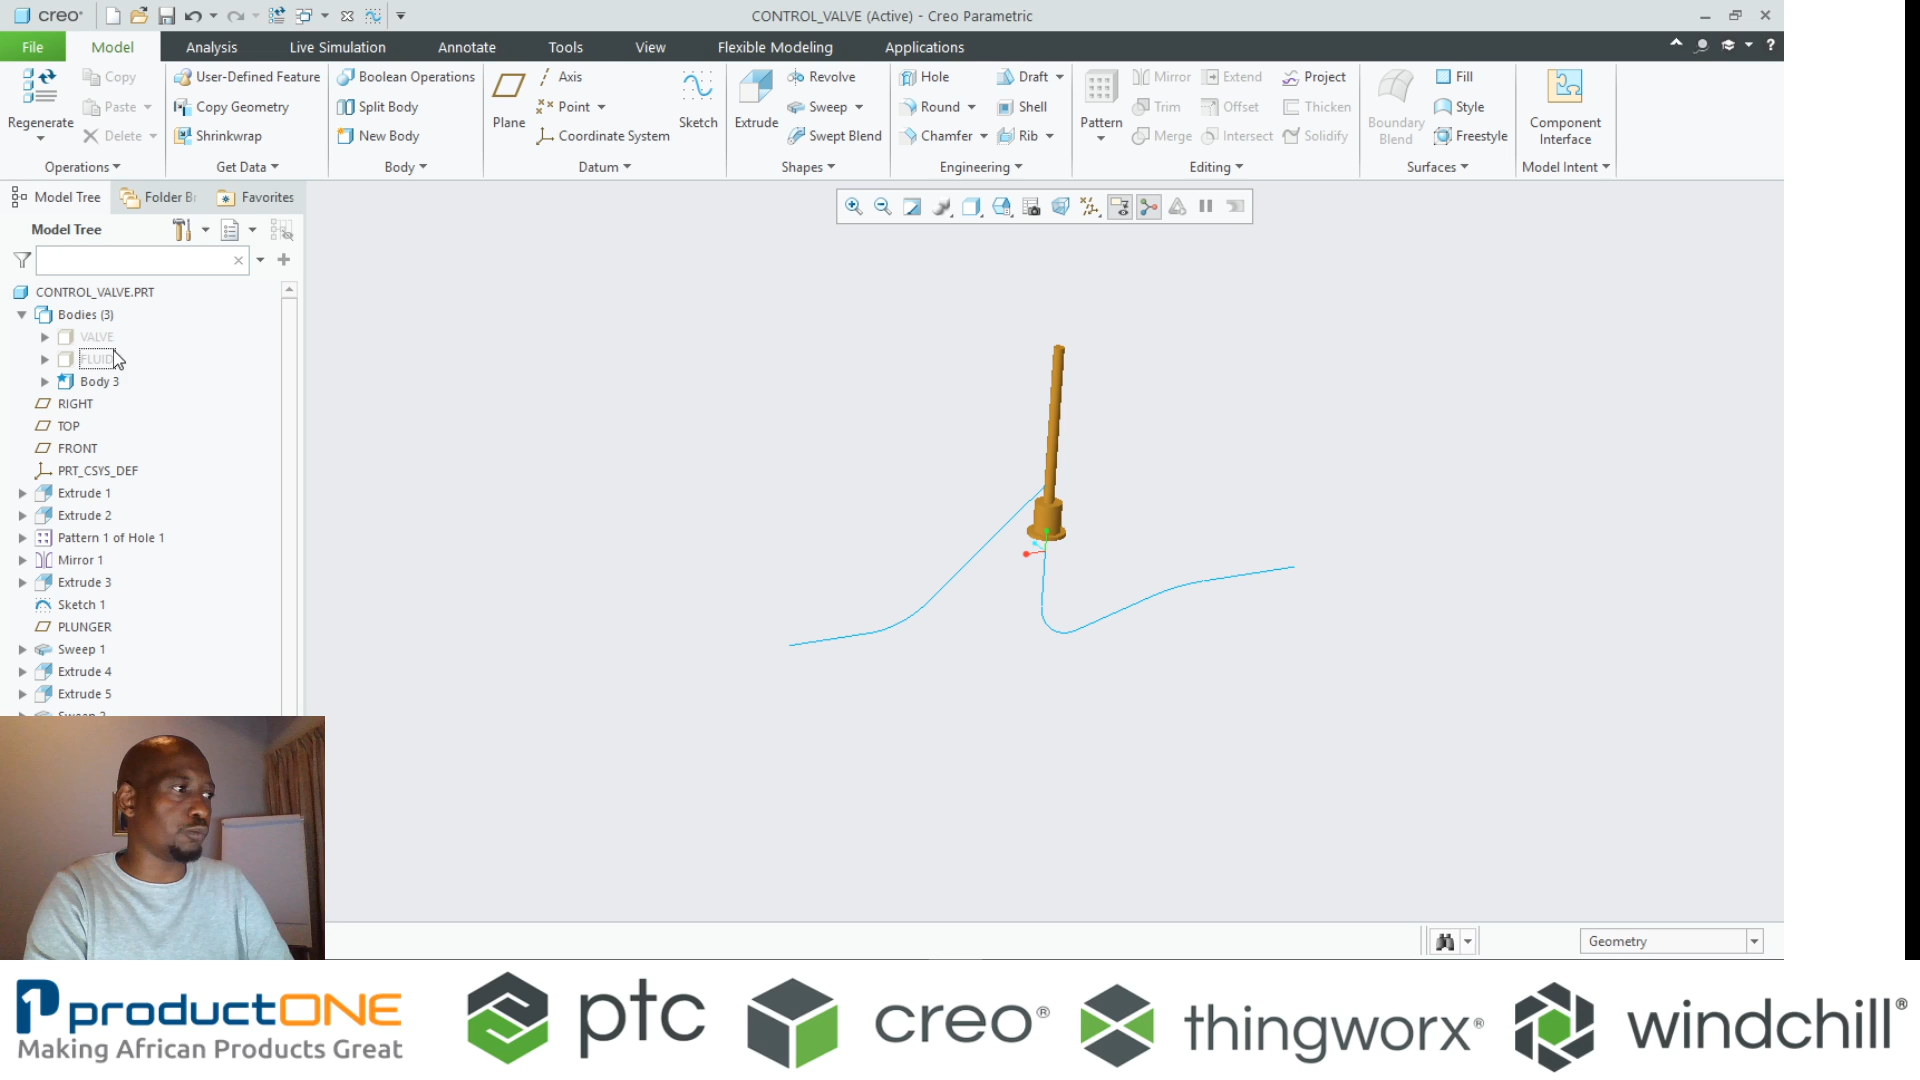 creo® CONTROL_VALVE (Active) - Creo Parametric
File Model Analysis Live Simulation Annotate Tools View Flexible Modeling Applications
Regenerate Copy Paste Delete
Operations
User-Defined Feature
Copy Geometry
Shrinkwrap
Get Data
Boolean Operations
Split Body
New Body
Body
Plane Axis Point Coordinate System Sketch
Datum
Extrude Revolve Sweep Swept Blend
Shapes
Hole Draft
Round Shell
Chamfer Rib
Engineering
Pattern
Mirror Extend Project
Trim Offset Thicken
Merge Intersect Solidify
Editing
Boundary
Blend
Fill
Style
Freestyle
Surfaces
Component
Interface
Model Intent
Model Tree Folder Br Favorites
Model Tree
CONTROL_VALVE.PRT
Bodies (3)
VALVE
FLUID
Body 3
RIGHT
TOP
FRONT
PRT_CSYS_DEF
Extrude 1
Extrude 2
Pattern 1 of Hole 1
Mirror 1
Extrude 3
Sketch 1
PLUNGER
Sweep 1
Extrude 4
Extrude 5
Geometry
productONE
Making African Products Great
ptc
creo®
thingworx®
windchill®